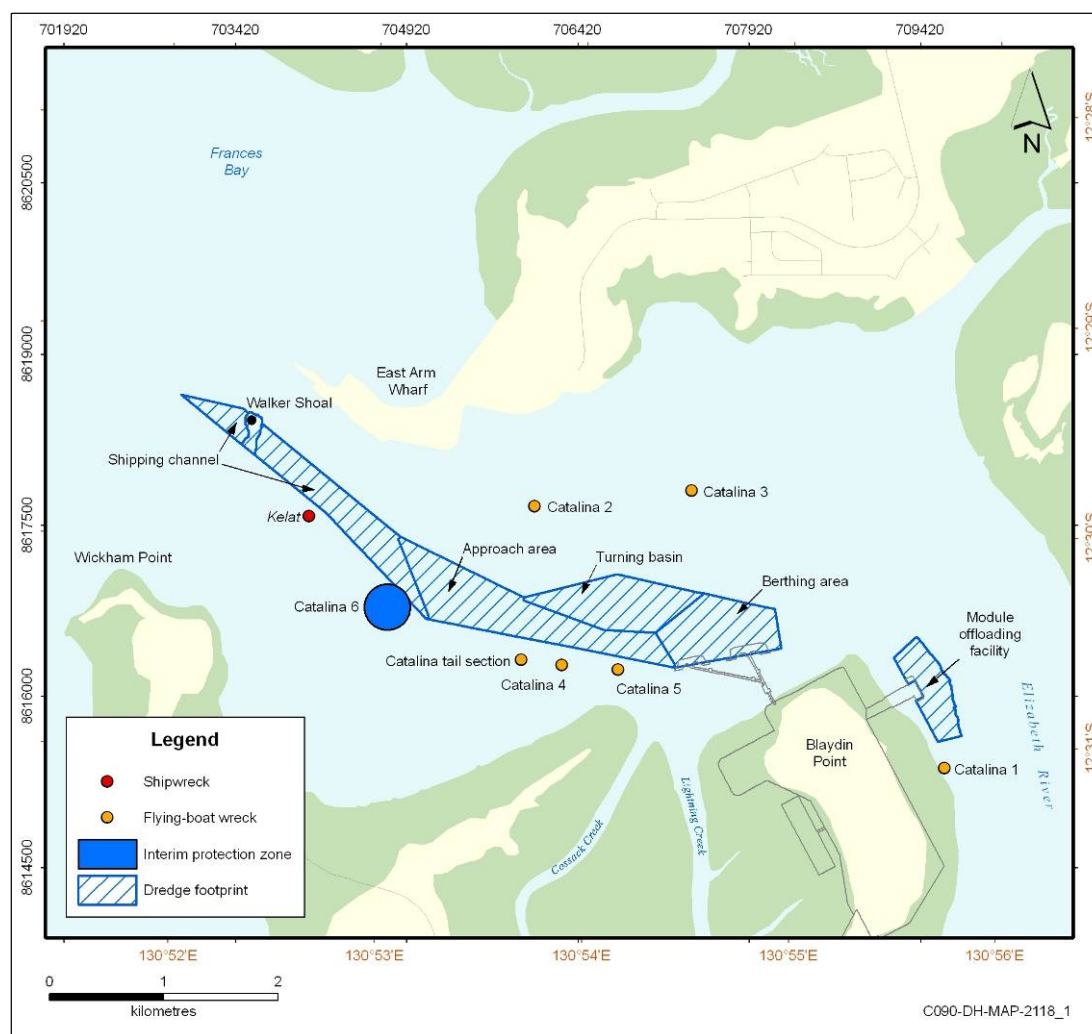 701920
703420
704920
706420
707920
709420
12°28'S
N
Frances
Bay
8620500
12°29'S
8619000
East Arm
Wharf
Walker Shoal
Shipping channel
Catalina 3
Catalina 2
Kelat
8617500
12°30'S
Approach area
Wickham Point
Turning basin
Berthing area
Catalina 6
Module
offloading
facility
Catalina tail section
Catalina 4
Catalina 5
8616000
Elizabeth River
12°31'S
Legend
Blaydin
Point
Catalina 1
Shipwreck
Lightning Creek
Flying-boat wreck
Cossack Creek
Interim protection zone
8614500
Dredge footprint
130°52'E
130°53'E
130°54'E
130°55'E
130°56'E
0
1
2
kilometres
C090-DH-MAP-2118_1